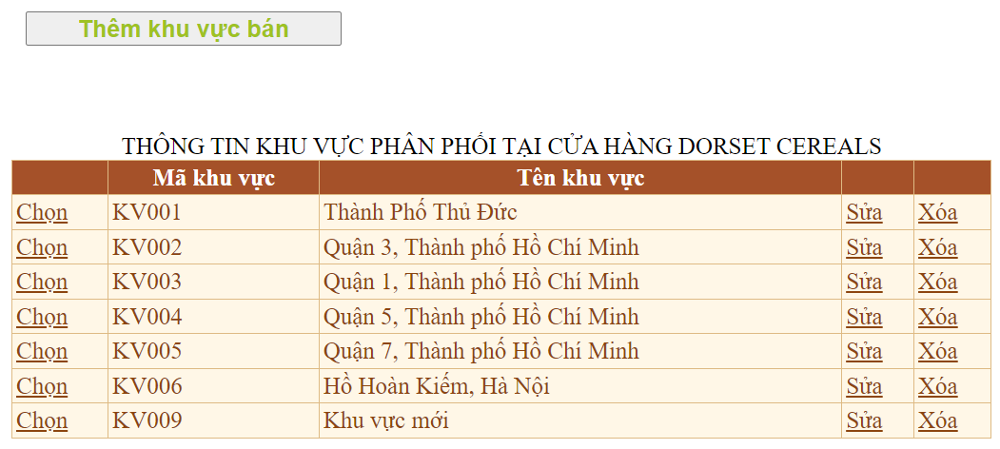 Thêm khu vực bán
THÔNG TIN KHU VỰC PHÂN PHỐI TẠI CỬA HÀNG DORSET CEREALS
Mã khu vực Tên khu vực
Chọn KV001 Thành Phố Thủ Đức Sửa Xóa
Chọn KV002 Quận 3, Thành phố Hồ Chí Minh Sửa Xóa
Chọn KV003 Quận 1, Thành phố Hồ Chí Minh Sửa Xóa
Chọn KV004 Quận 5, Thành phố Hồ Chí Minh Sửa Xóa
Chọn KV005 Quận 7, Thành phố Hồ Chí Minh Sửa Xóa
Chọn KV006 Hồ Hoàn Kiếm, Hà Nội Sửa Xóa
Chọn KV009 Khu vực mới Sửa Xóa